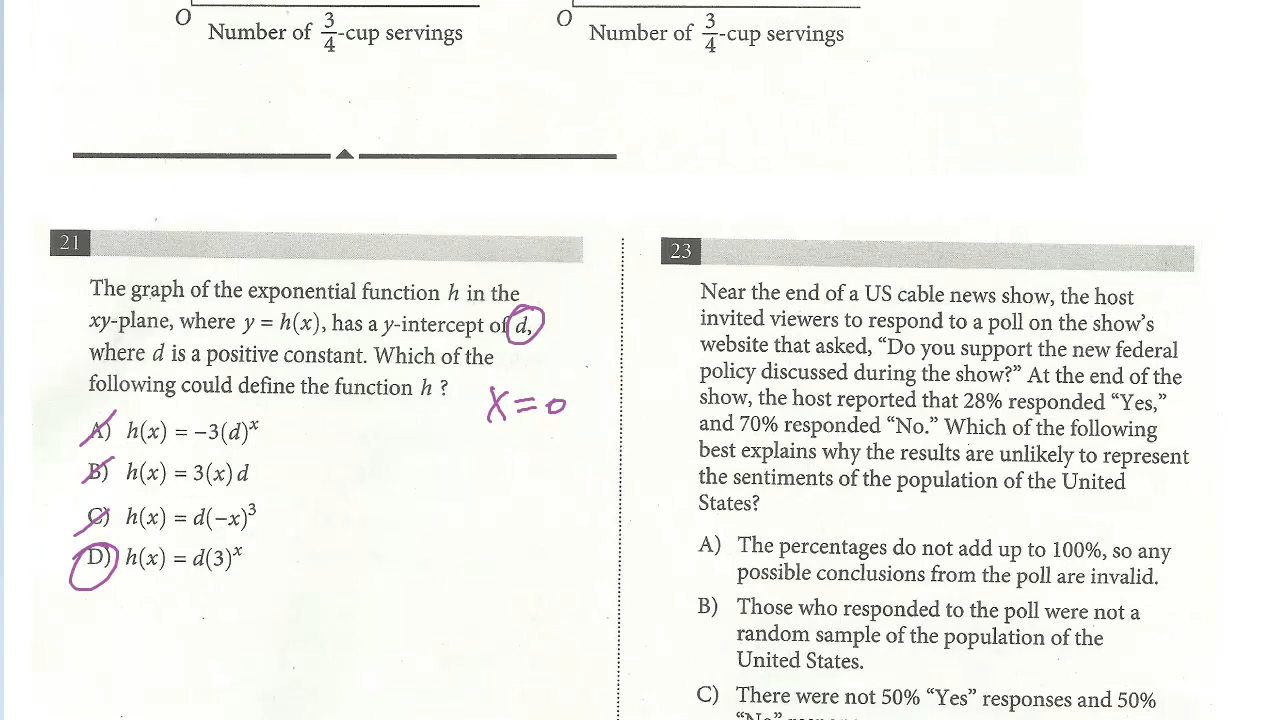 O
Number of 3/4-cup servings
O
Number of 3/4-cup servings
21
The graph of the exponential function h in the
xy-plane, where y = h(x), has a y-intercept of d,
where d is a positive constant. Which of the
following could define the function h ?
x = 0
A) h(x) = −3(d)^x
B) h(x) = 3(x)d
C) h(x) = d(−x)^3
D) h(x) = d(3)^x
23
Near the end of a US cable news show, the host
invited viewers to respond to a poll on the show's
website that asked, “Do you support the new federal
policy discussed during the show?” At the end of the
show, the host reported that 28% responded “Yes,”
and 70% responded “No.” Which of the following
best explains why the results are unlikely to represent
the sentiments of the population of the United
States?
A) The percentages do not add up to 100%, so any
possible conclusions from the poll are invalid.
B) Those who responded to the poll were not a
random sample of the population of the
United States.
C) There were not 50% “Yes” responses and 50%
“No”